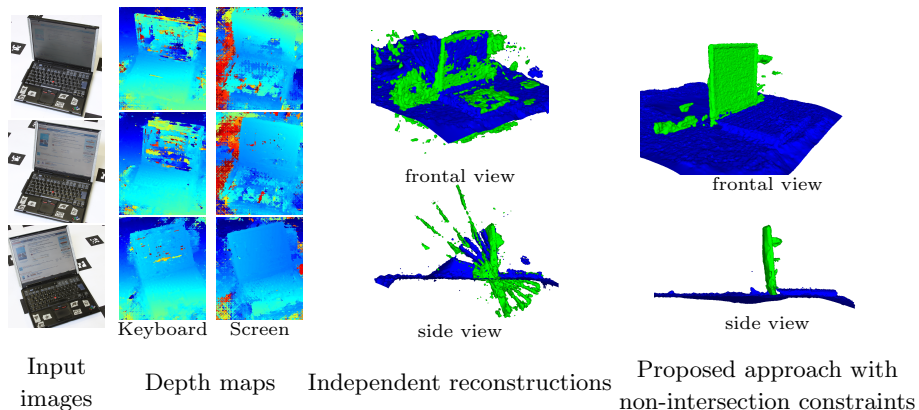 frontal view
frontal view
Keyboard Screen
side view
side view
Input
images
Depth maps
Independent reconstructions
Proposed approach with
non-intersection constraints